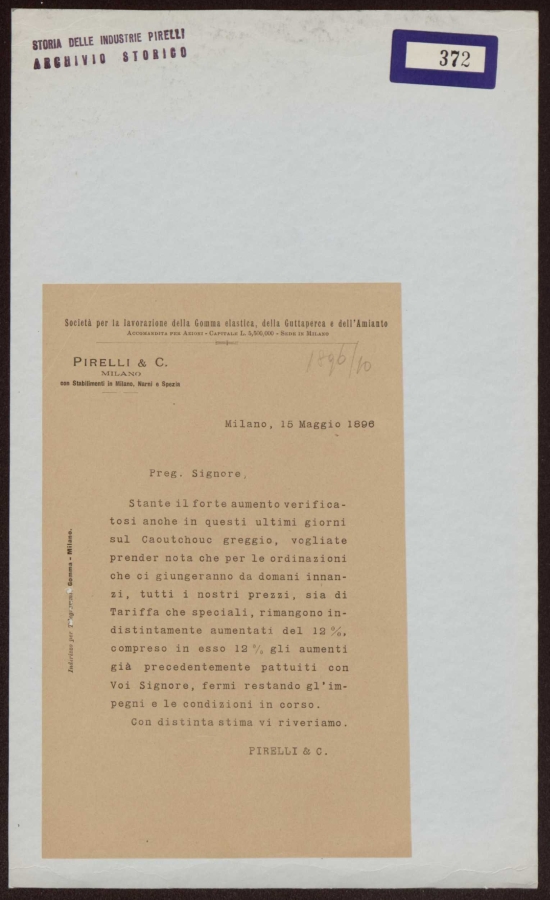 STORIA DELLE INDUSTRIE PIRELLI
ARCHIVIO STORICO
372
Società per la lavorazione della Gomma elastica, della Guttaperca e dell'Amianto
Accomandita per Azioni - Capitale L. 3,500,000 - Sede in Milano
PIRELLI & C.
MILANO
con Stabilimenti in Milano, Narni e Spezia
1896/10
Milano, 15 Maggio 1896
Preg. Signore,
Stante il forte aumento verifica-
tosi anche in questi ultimi giorni
sul Caoutchouc greggio, vogliate
prender nota che per le ordinazioni
che ci giungeranno da domani innan-
zi, tutti i nostri prezzi, sia di
Tariffa che speciali, rimangono in-
distintamente aumentati del 12 %,
compreso in esso 12 %, gli aumenti
già precedentemente pattuiti con
Voi Signore, fermi restando gl'im-
pegni e le condizioni in corso.
Con distinta stima vi riveriamo.
PIRELLI & C.
Indirizzo per Gomma - Milano.